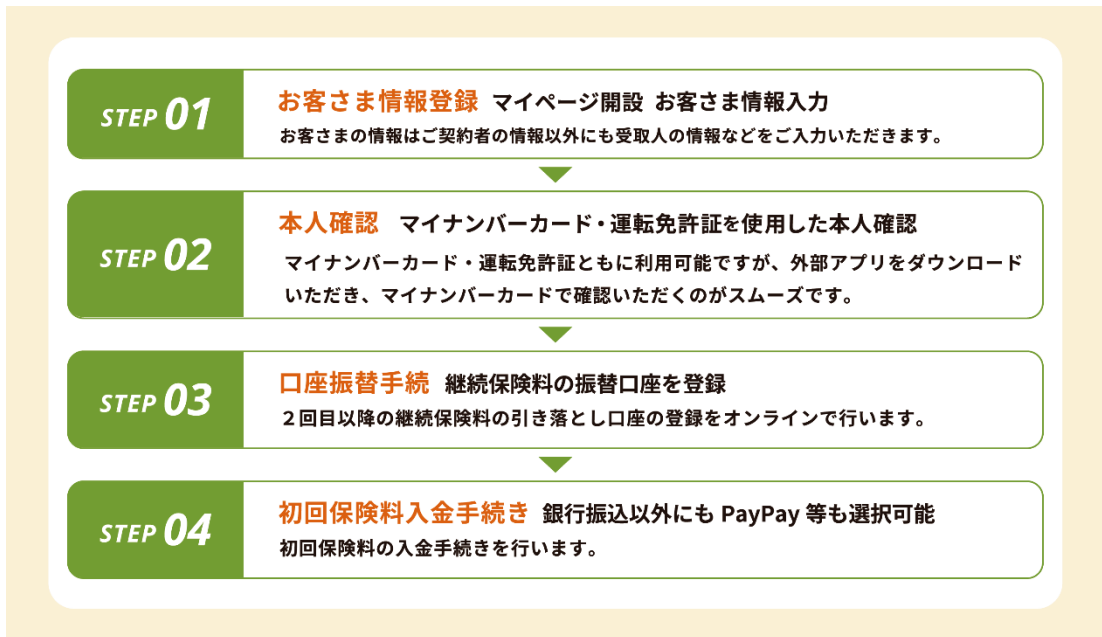 STEP 01
お客さま情報登録 マイページ開設 お客さま情報入力
お客さまの情報はご契約者の情報以外にも受取人の情報などをご入力いただきます。
STEP 02
本人確認 マイナンバーカード・運転免許証を使用した本人確認
マイナンバーカード・運転免許証ともに利用可能ですが、外部アプリをダウンロード
いただき、マイナンバーカードで確認いただくのがスムーズです。
STEP 03
口座振替手続 継続保険料の振替口座を登録
２回目以降の継続保険料の引き落とし口座の登録をオンラインで行います。
STEP 04
初回保険料入金手続き 銀行振込以外にも PayPay 等も選択可能
初回保険料の入金手続きを行います。